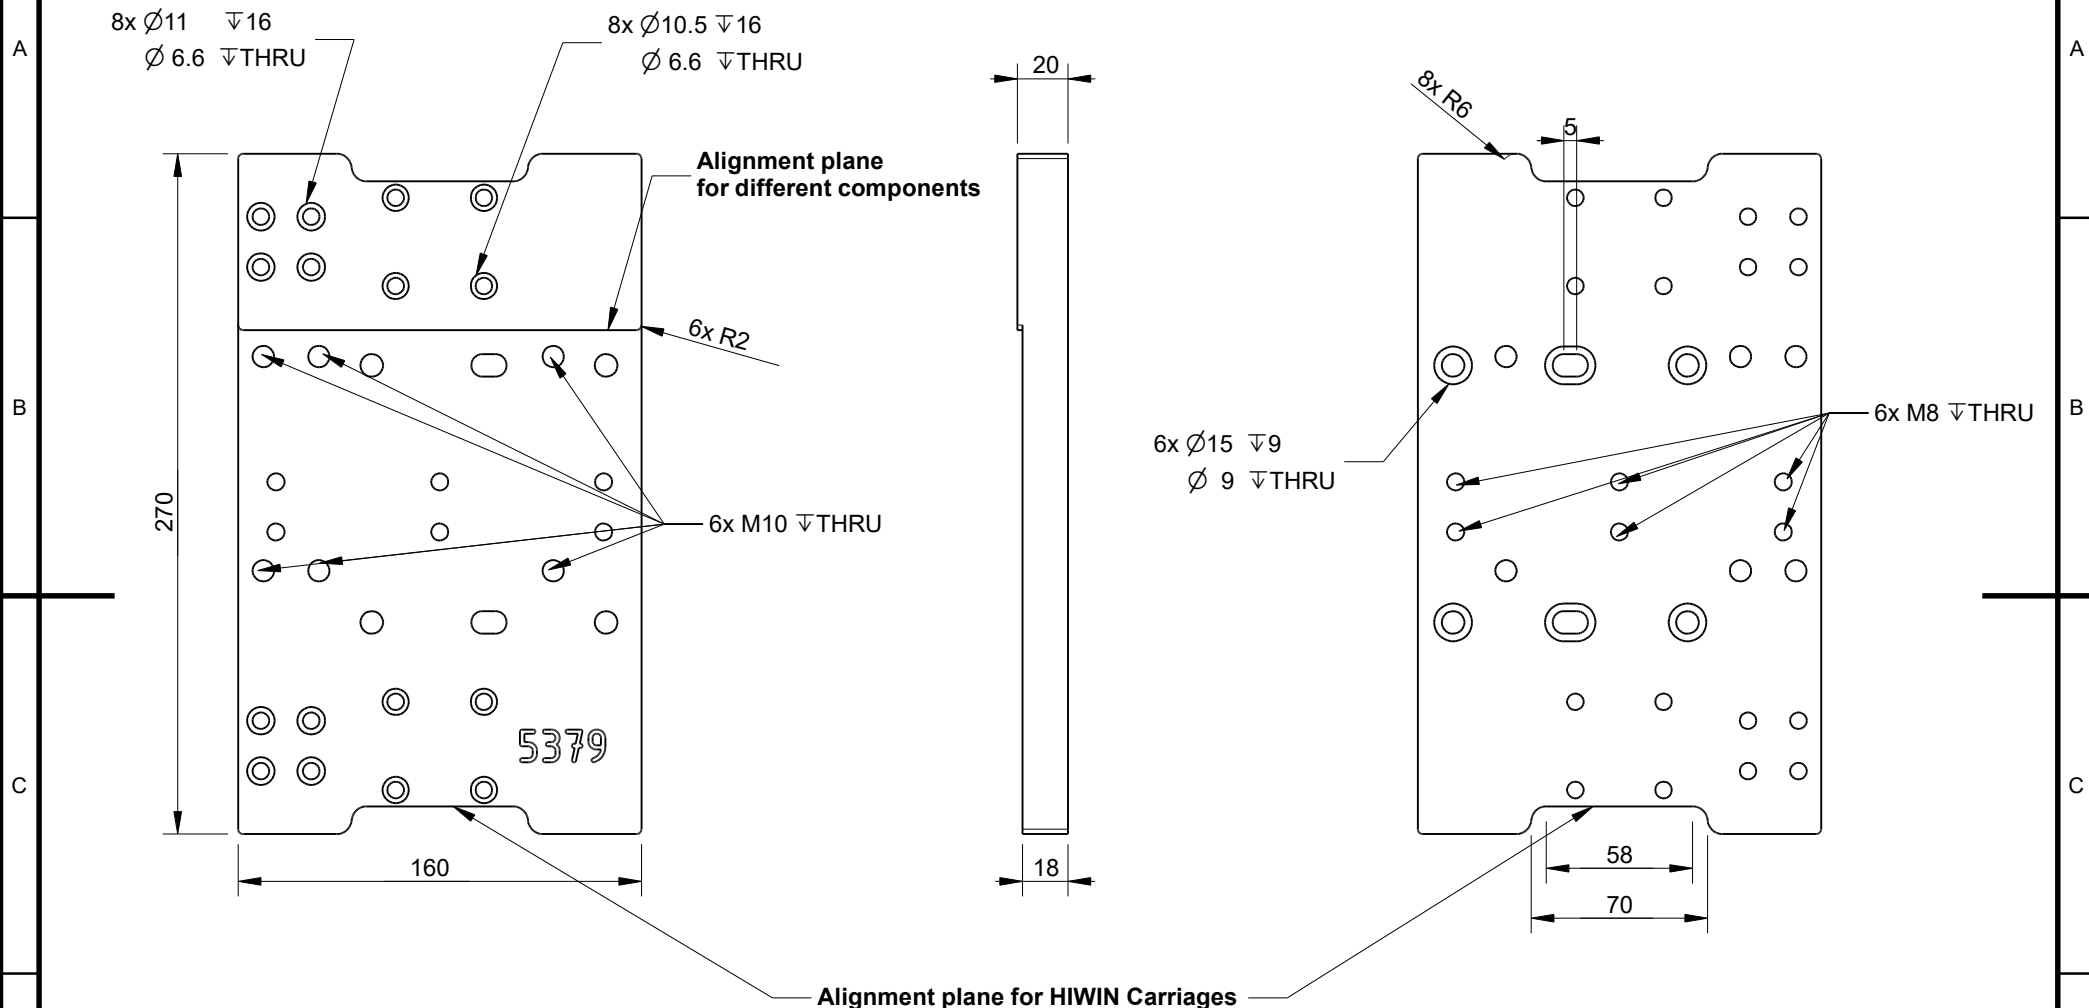 A
A
8x ∅11 ↧16
∅ 6.6 ↧THRU
8x ∅10.5 ↧16
∅ 6.6 ↧THRU
20
8x R6
5
Alignment plane
for different components
6x R2
B
B
6x M8 ↧THRU
6x ∅15 ↧9
∅ 9 ↧THRU
270
6x M10 ↧THRU
5379
C
C
160
18
58
70
Alignment plane for HIWIN Carriages